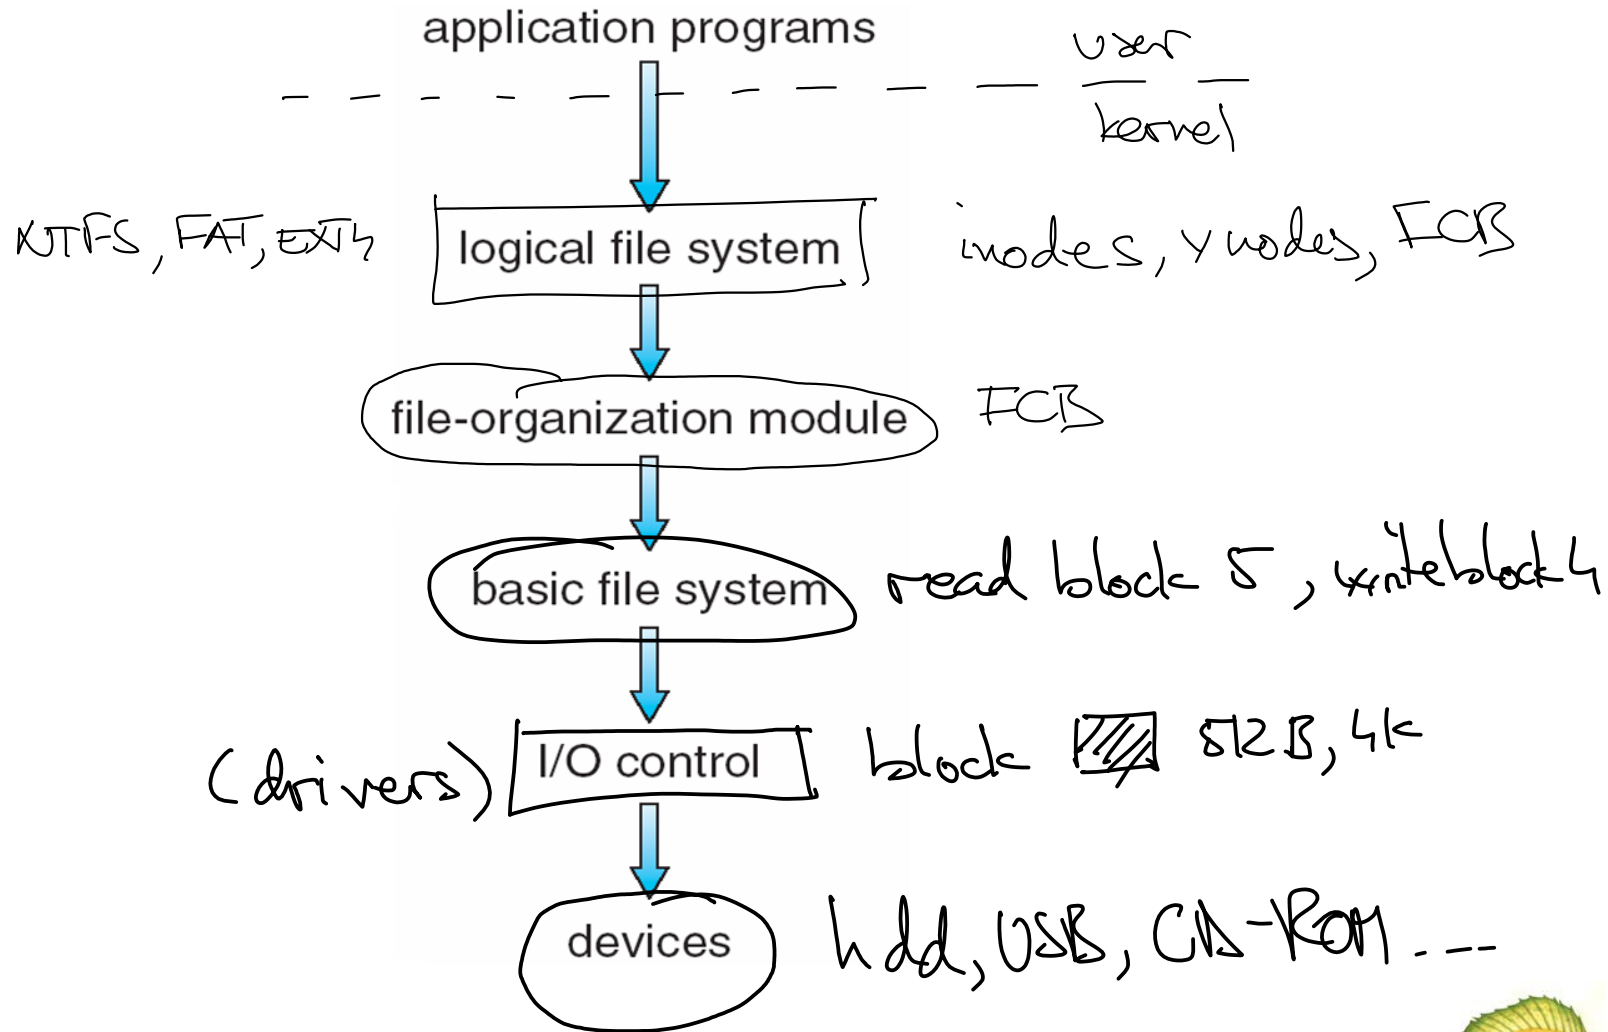 application programs
user
kernel
NTFS, FAT, EXT4 logical file system inodes, vnodes, FCB
file-organization module FCB
basic file system read block 5, write block 4
(drivers) I/O control block 512B, 4k
devices hdd, USB, CD-ROM....